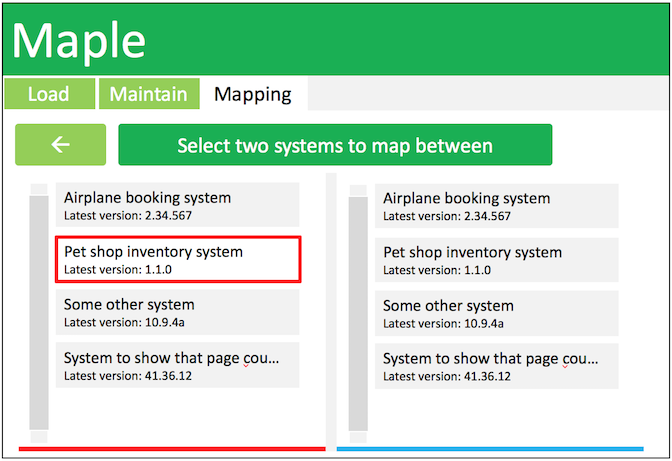 Maple
Load
Maintain
Mapping
Select two systems to map between
Airplane booking system
Latest version: 2.34.567
Pet shop inventory system
Latest version: 1.1.0
Some other system
Latest version: 10.9.4a
System to show that page cou...
Latest version: 41.36.12
Airplane booking system
Latest version: 2.34.567
Pet shop inventory system
Latest version: 1.1.0
Some other system
Latest version: 10.9.4a
System to show that page cou...
Latest version: 41.36.12